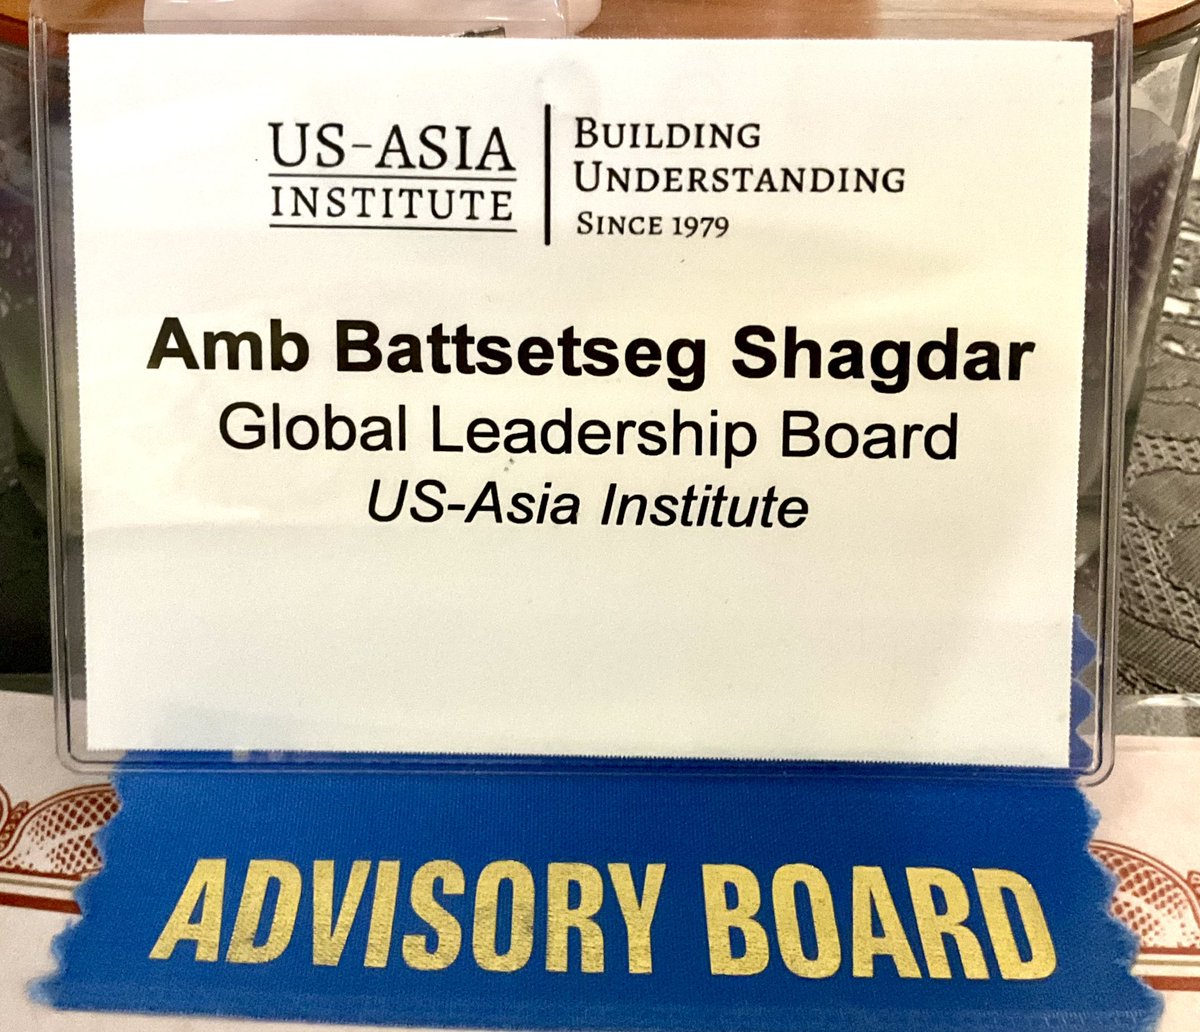 US-ASIA
INSTITUTE
BUILDING
UNDERSTANDING
SINCE 1979
Amb Battsetseg Shagdar
Global Leadership Board
US-Asia Institute
ADVISORY BOARD